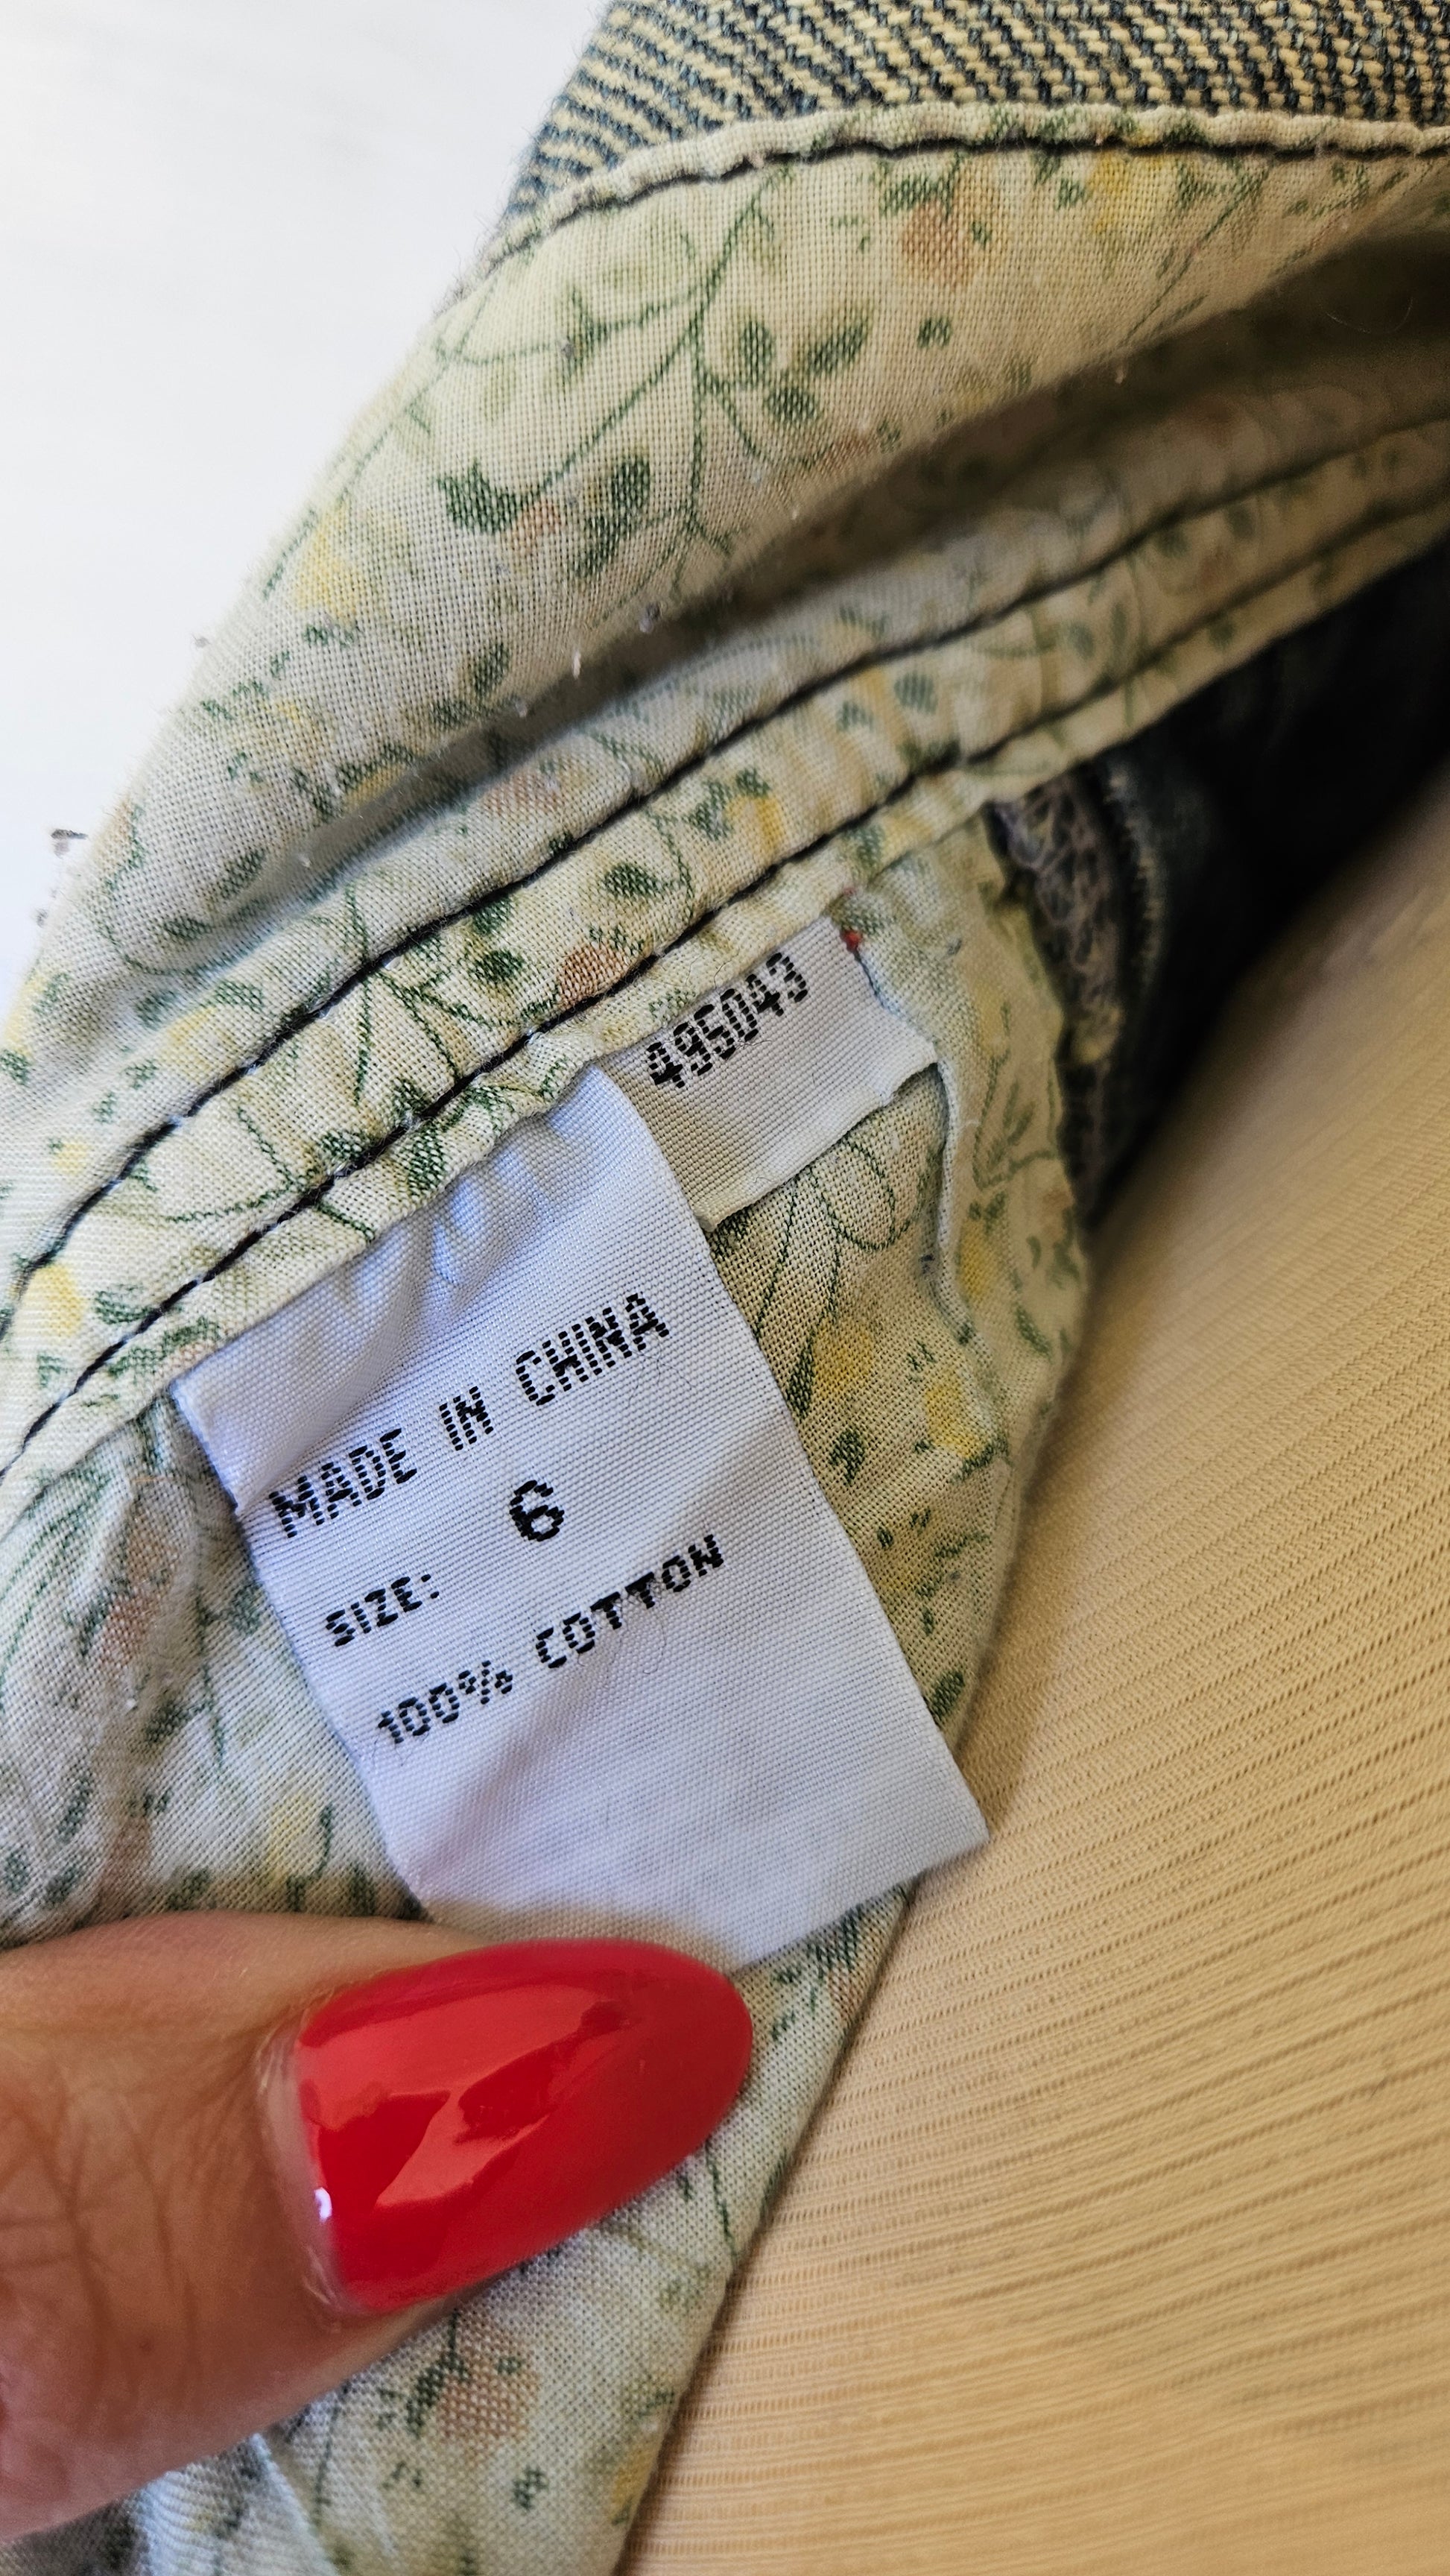 495043
MADE IN CHINA
SIZE: 6
100% COTTON